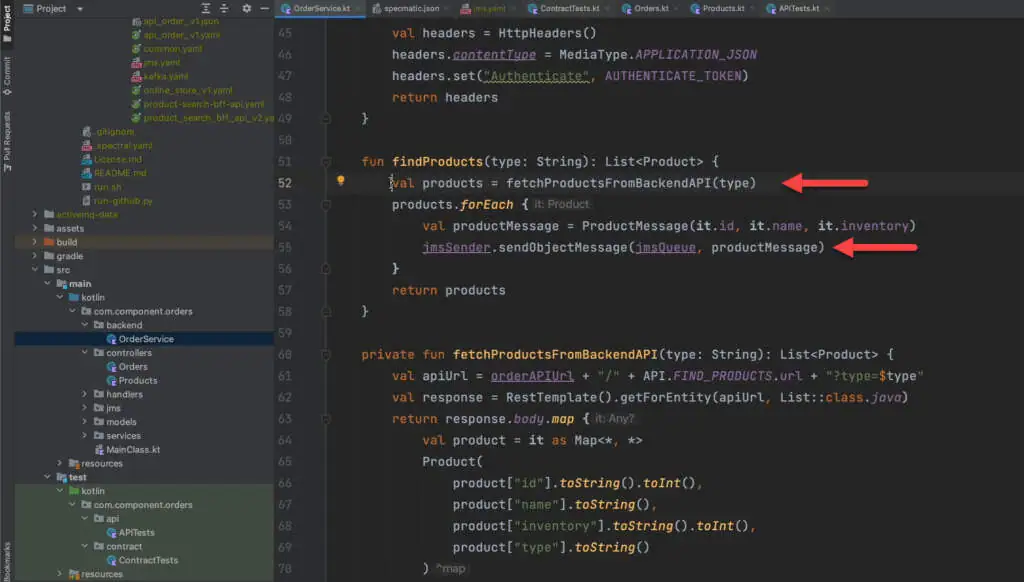 Project
OrderService.kt
specmatic.json
jms.yaml
ContractTests.kt
Orders.kt
Products.kt
APITests.kt
Project
Commit
Pull Requests
Bookmarks
api_order_v1.json
api_order_v1.yaml
common.yaml
jms.yaml
kafka.yaml
online_store_v1.yaml
product-search-bff-api.yaml
product_search_bff_api_v2.ya
.gitignore
.spectral.yaml
License.md
README.md
run.sh
run-github.py
activemq-data
assets
build
gradle
src
main
kotlin
com.component.orders
backend
OrderService
controllers
Orders
Products
handlers
jms
models
services
MainClass.kt
resources
test
kotlin
com.component.orders
api
APITests
contract
ContractTests
resources
45 val headers = HttpHeaders()
46 headers.contentType = MediaType.APPLICATION_JSON
47 headers.set("Authenticate", AUTHENTICATE_TOKEN)
48 return headers
49 }
50
51 fun findProducts(type: String): List<Product> {
52 val products = fetchProductsFromBackendAPI(type)
53 products.forEach { it: Product
54 val productMessage = ProductMessage(it.id, it.name, it.inventory)
55 jmsSender.sendObjectMessage(jmsQueue, productMessage)
56 }
57 return products
58 }
59
60 private fun fetchProductsFromBackendAPI(type: String): List<Product> {
61 val apiUrl = orderAPIUrl + "/" + API.FIND_PRODUCTS.url + "?type=$type"
62 val response = RestTemplate().getForEntity(apiUrl, List::class.java)
63 return response.body.map { it: Any?
64 val product = it as Map<*, *>
65 Product(
66 product["id"].toString().toInt(),
67 product["name"].toString(),
68 product["inventory"].toString().toInt(),
69 product["type"].toString()
70 ) ^map